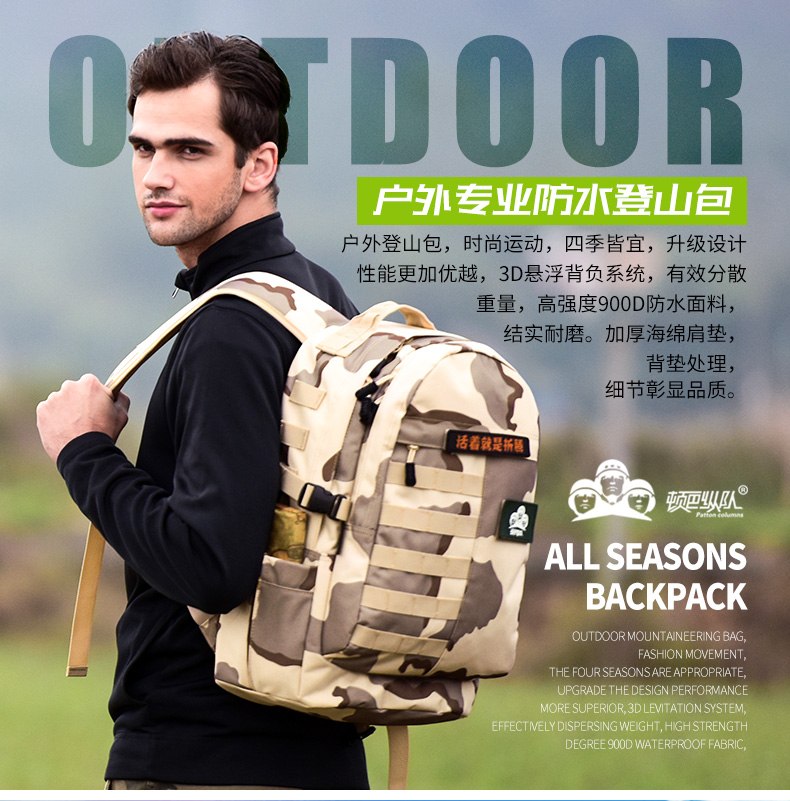 OUTDOOR
户外专业防水登山包
户外登山包，时尚运动，四季皆宜，升级设计
性能更加优越，3D悬浮背负系统，有效分散
重量，高强度900D防水面料，
结实耐磨。加厚海绵肩垫，
背垫处理，
细节彰显品质。
活着就是折腾
顿巴纵队®
Patton columns
ALL SEASONS
BACKPACK
OUTDOOR MOUNTAINEERING BAG,
FASHION MOVEMENT,
THE FOUR SEASONS ARE APPROPRIATE,
UPGRADE THE DESIGN PERFORMANCE
MORE SUPERIOR, 3D LEVITATION SYSTEM,
EFFECTIVELY DISPERSING WEIGHT, HIGH STRENGTH
DEGREE 900D WATERPROOF FABRIC,